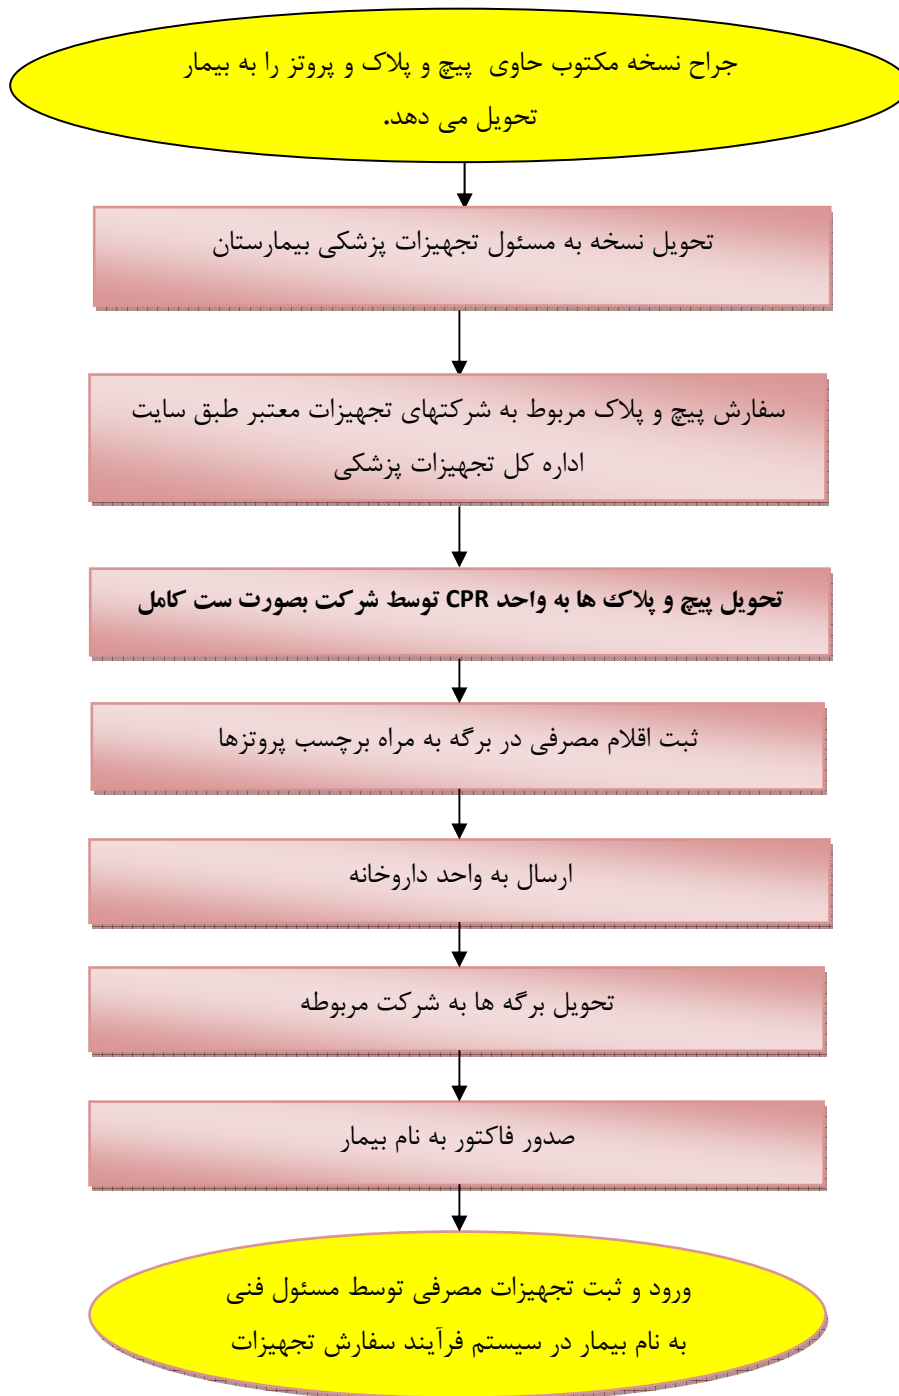 جراح نسخه مکتوب حاوی پیچ و پلاک و پروتز را به بیمار
تحویل می دهد.
تحویل نسخه به مسئول تجهیزات پزشکی بیمارستان
سفارش پیچ و پلاک مربوط به شرکتهای تجهیزات معتبر طبق سایت
اداره کل تجهیزات پزشکی
تحویل پیچ و پلاک ها به واحد CPR توسط شرکت بصورت ست کامل
ثبت اقلام مصرفی در برگه به مراه برچسب پروتزها
ارسال به واحد داروخانه
تحویل برگه ها به شرکت مربوطه
صدور فاکتور به نام بیمار
ورود و ثبت تجهیزات مصرفی توسط مسئول فنی
به نام بیمار در سیستم فرآیند سفارش تجهیزات